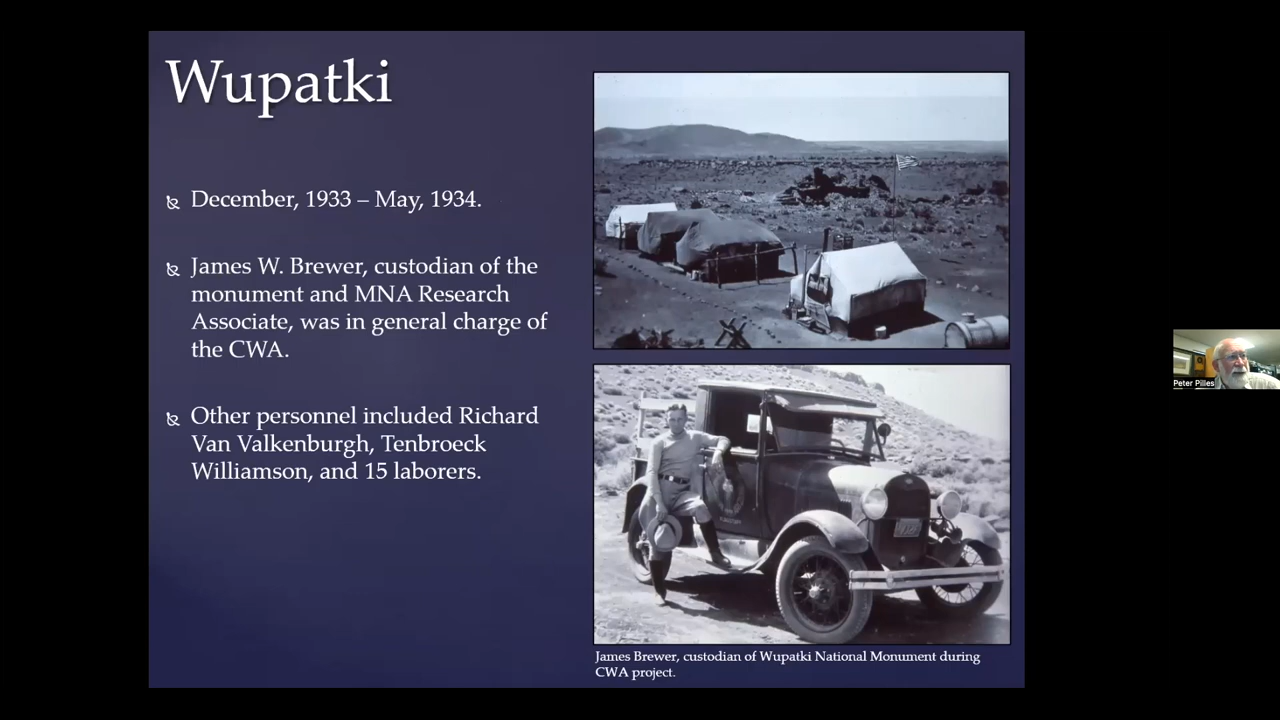 Wupatki
December, 1933 – May, 1934.
James W. Brewer, custodian of the
monument and MNA Research
Associate, was in general charge of
the CWA.
Other personnel included Richard
Van Valkenburgh, Tenbroeck
Williamson, and 15 laborers.
James Brewer, custodian of Wupatki National Monument during
CWA project.
Peter Pilles